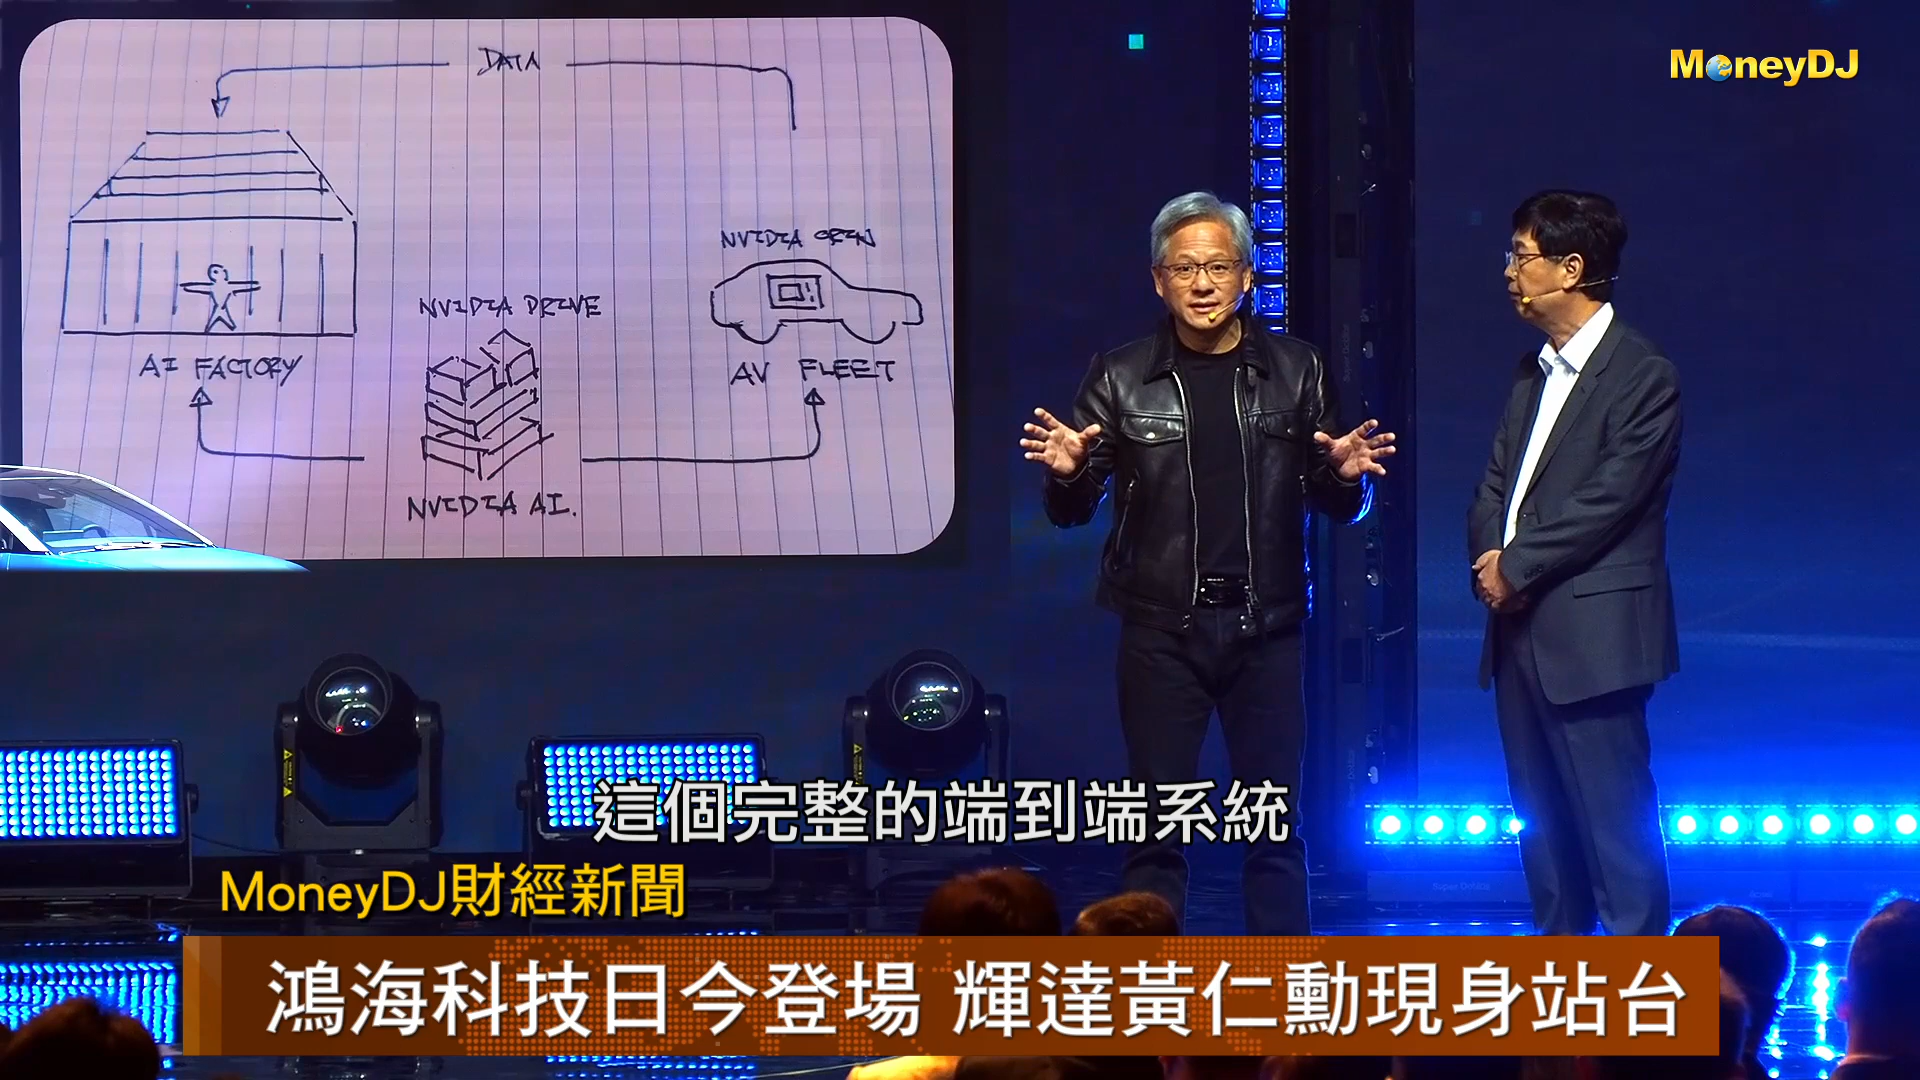 MoneyDJ
DATA
NVIDIA ORIN
NVIDIA DRIVE
AI FACTORY
AV FLEET
NVIDIA AI.
這個完整的端到端系統
MoneyDJ財經新聞
鴻海科技日今登場 輝達黃仁勳現身站台